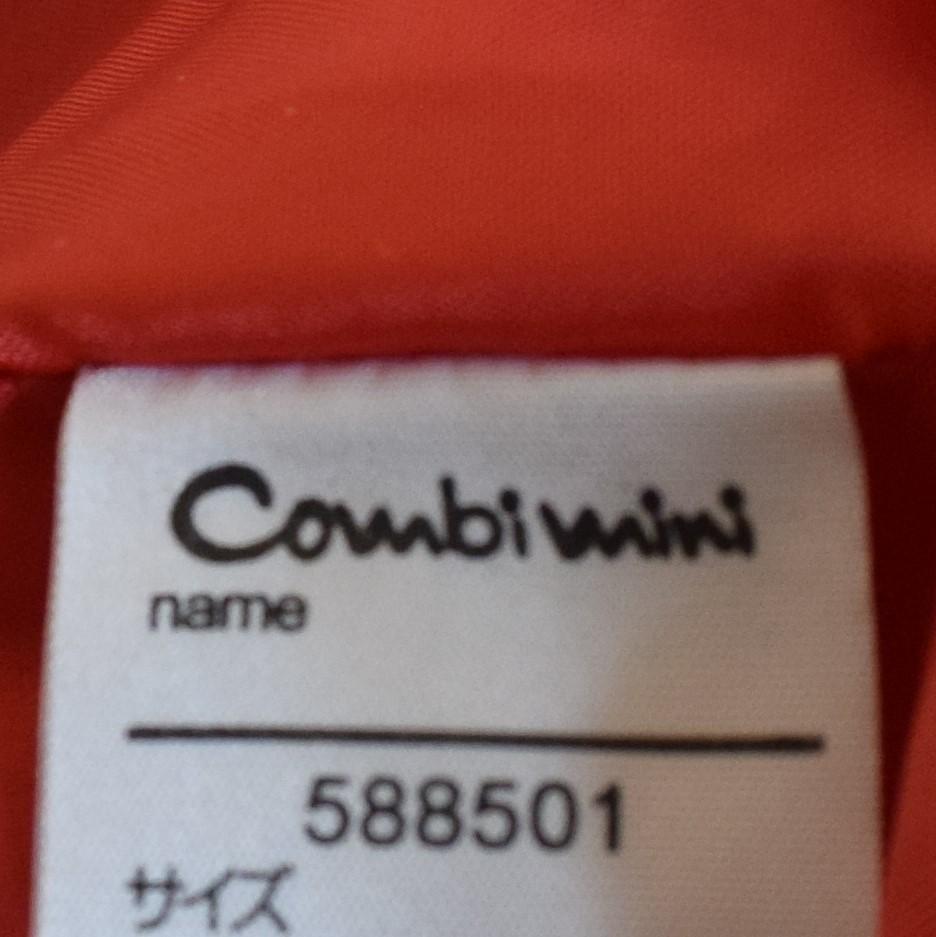 Combi mini
name
588501
サイズ